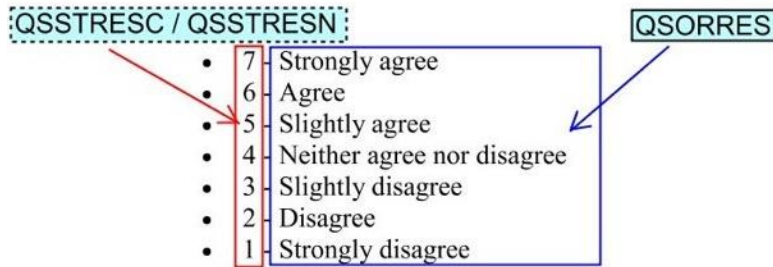 QSSTRESC / QSSTRESN
QSORRES
• 7 - Strongly agree
• 6 - Agree
• 5 - Slightly agree
• 4 - Neither agree nor disagree
• 3 - Slightly disagree
• 2 - Disagree
• 1 - Strongly disagree